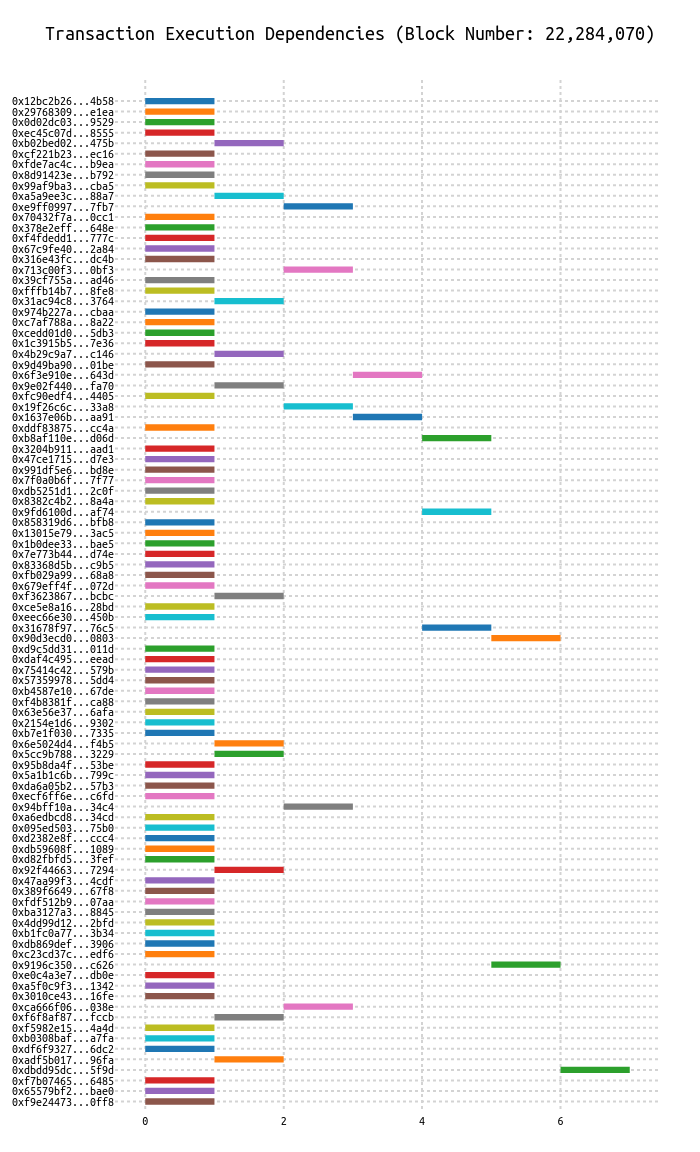 Transaction Execution Dependencies (Block Number: 22,284,070)
0x12bc2b26...4b58
0x29768309...e1ea
0x0d02dc03...9529
0xec45c07d...8555
0xb02bed02...475b
0xcf221b23...ec16
0xfde7ac4c...b9ea
0x8d91423e...b792
0x99af9ba3...cba5
0xa5a9ee3c...88a7
0xe9ff0997...7fb7
0x70432f7a...0cc1
0x378e2eff...648e
0xf4fdedd1...777c
0x67c9fe40...2a84
0x316e43fc...dc4b
0x713c00f3...0bf3
0x39cf755a...ad46
0xfffb14b7...8fe8
0x31ac94c8...3764
0x974b227a...cbaa
0xc7af788a...8a22
0xcedd01d0...5db3
0x1c3915b5...7e36
0x4b29c9a7...c146
0x9d49ba90...01be
0x6f3e910e...643d
0x9e02f440...fa70
0xfc90edf4...4405
0x19f26c6c...33a8
0x1637e06b...aa91
0xddf83875...cc4a
0xb8af110e...d06d
0x3204b911...aad1
0x47ce1715...d7e3
0x991df5e6...bd8e
0x7f0a0b6f...7f77
0xdb5251d1...2c0f
0x8382c4b2...8a4a
0x9fd6100d...af74
0x858319d6...bfb8
0x13015e79...3ac5
0x1b0dee33...bae5
0x7e773b44...d74e
0x83368d5b...c9b5
0xfb029a99...68a8
0x679eff4f...072d
0xf3623867...bcbc
0xce5e8a16...28bd
0xeec66e30...450b
0x31678f97...76c5
0x90d3ecd0...0803
0xd9c5dd31...011d
0xdaf4c495...eead
0x75414c42...579b
0x57359978...5dd4
0xb4587e10...67de
0xf4b8381f...ca88
0x63e56e37...6afa
0x2154e1d6...9302
0xb7e1f030...7335
0x6e5024d4...f4b5
0x5cc9b788...3229
0x95b8da4f...53be
0x5a1b1c6b...799c
0xda6a05b2...57b3
0xecf6ff6e...c6fd
0x94bff10a...34c4
0xa6edbcd8...34cd
0x095ed503...75b0
0xd2382e8f...ccc4
0xdb59608f...1089
0xd82fbfd5...3fef
0x92f44663...7294
0x47aa99f3...4cdf
0x389f6649...67f8
0xfdf512b9...07aa
0xba3127a3...8845
0x4dd99d12...2bfd
0xb1fc0a77...3b34
0xdb869def...3906
0xc23cd37c...edf6
0x9196c350...c626
0xe0c4a3e7...db0e
0xa5f0c9f3...1342
0x3010ce43...16fe
0xca666f06...038e
0xf6f8af87...fccb
0xf5982e15...4a4d
0xb0308baf...a7fa
0xdf6f9327...6dc2
0xadf5b017...96fa
0xdbdd95dc...5f9d
0xf7b07465...6485
0x65579bf2...bae0
0xf9e24473...0ff8
0 2 4 6